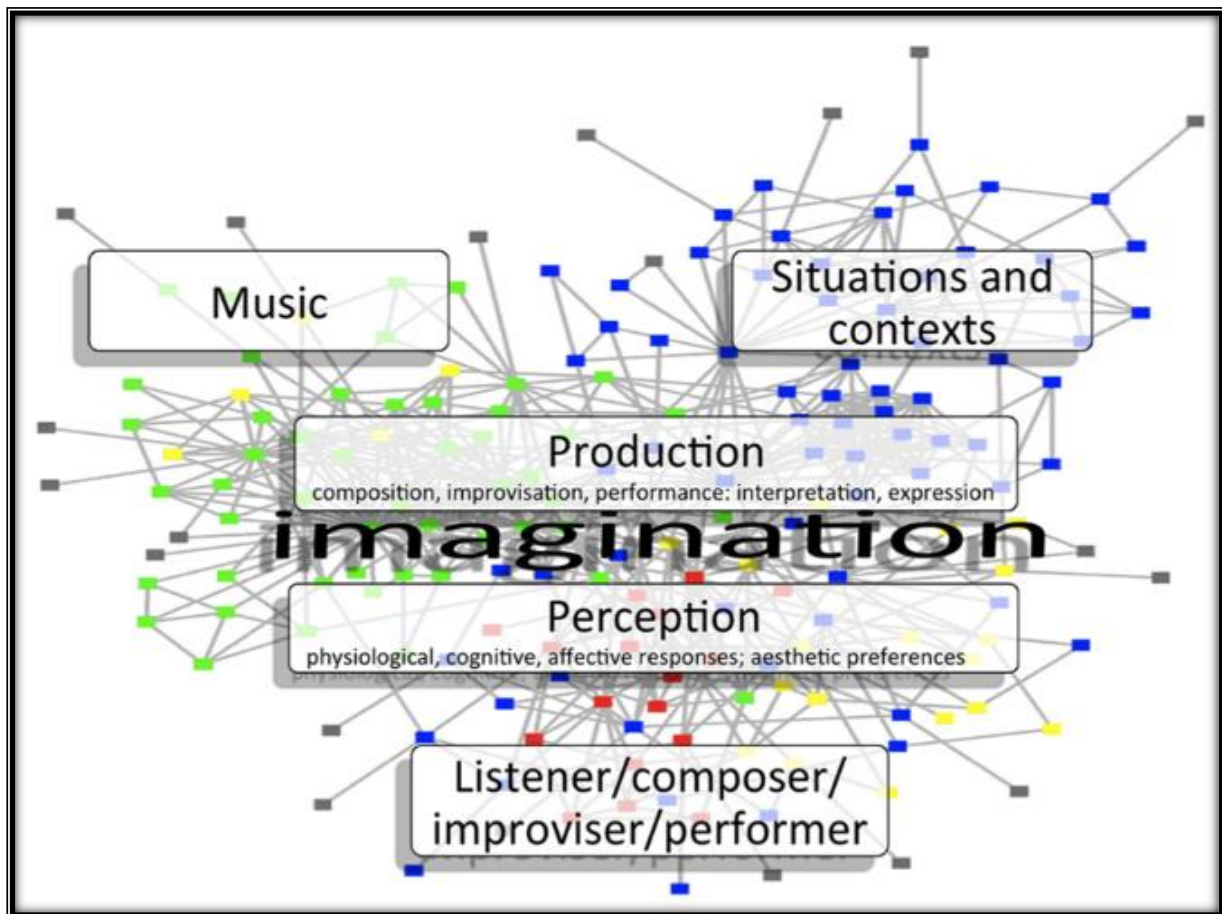 Music
Situations and
contexts
Production
composition, improvisation, performance: interpretation, expression
imagination
Perception
physiological, cognitive, affective responses; aesthetic preferences
Listener/composer/
improviser/performer